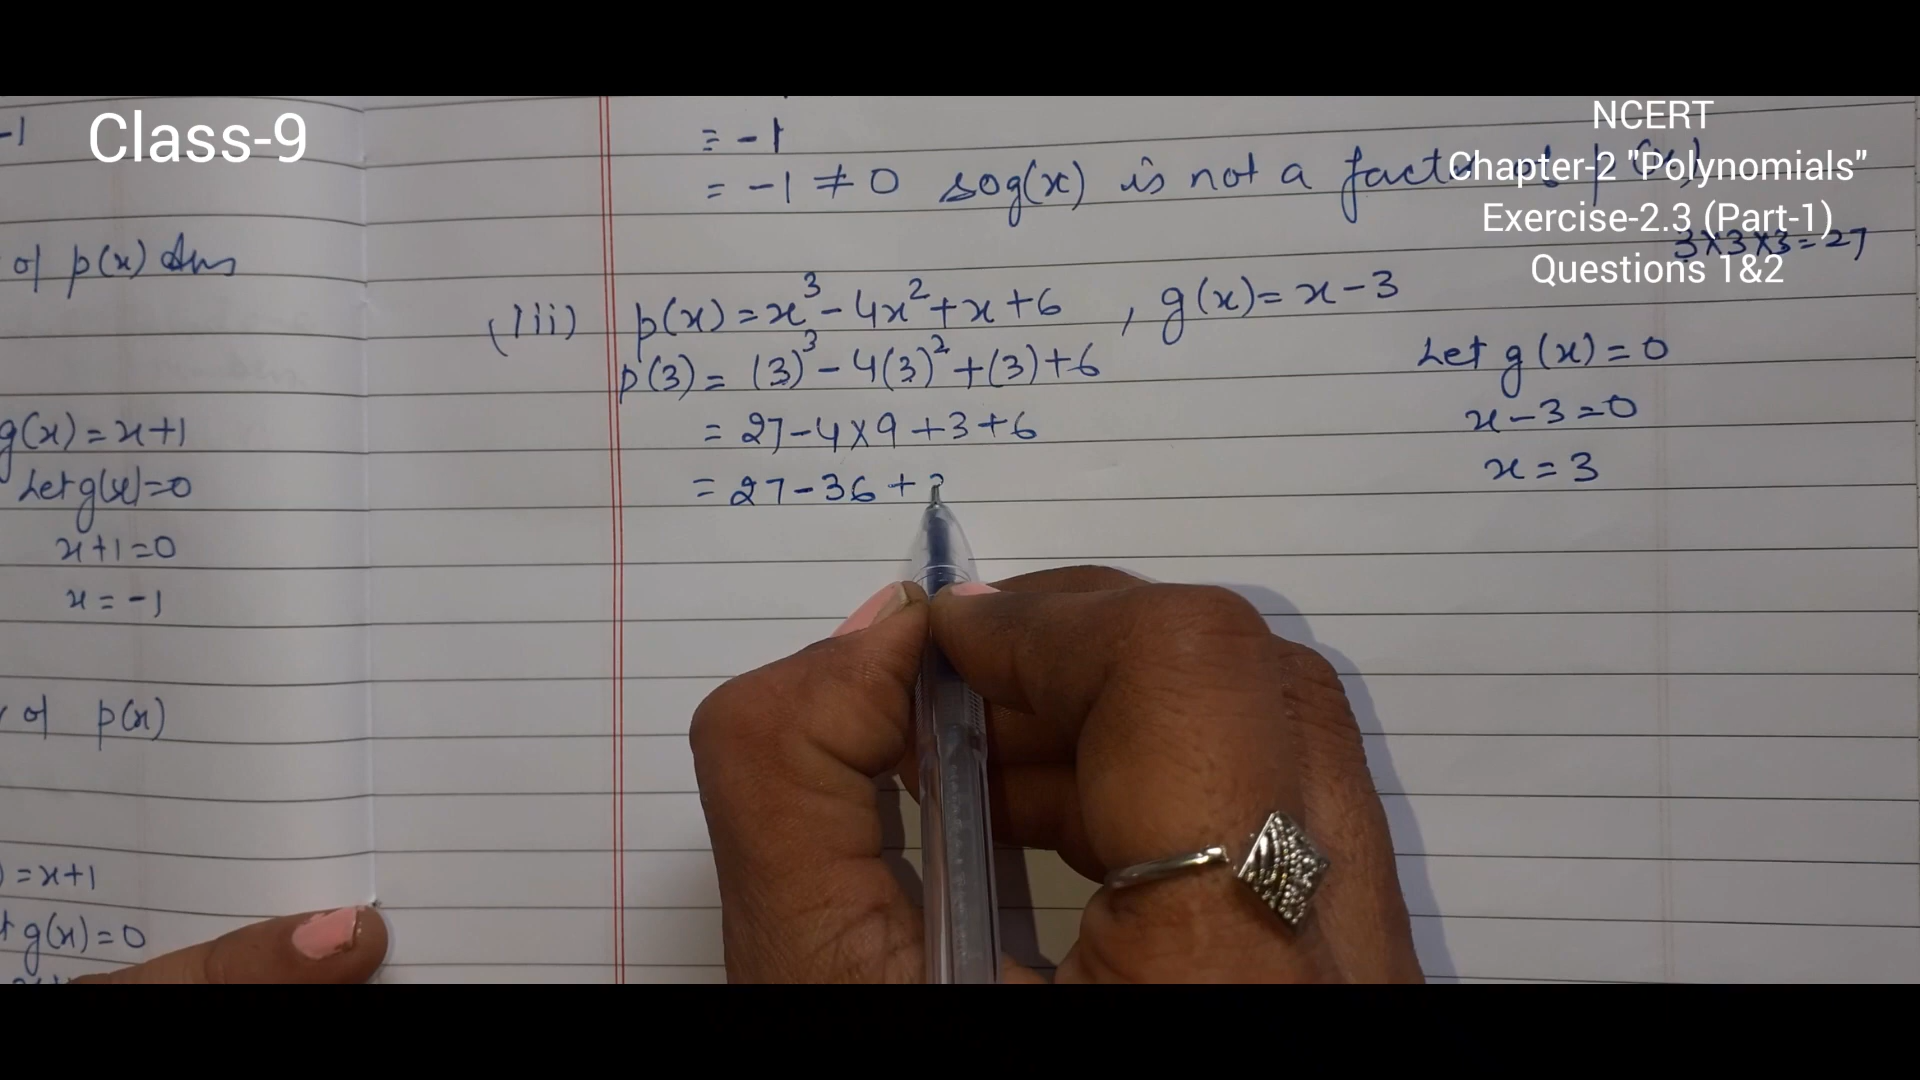 Class-9
NCERT
Chapter-2 "Polynomials"
Exercise-2.3 (Part-1)
Questions 1&2
-1
of p(x) Ans
g(x) = x+1
Let g(x) = 0
x+1 = 0
x = -1
of p(x)
) = x+1
g(x) = 0
= -1
= -1 ≠ 0 so g(x) is not a factor of p(x)
3×3×3=27
(iii) p(x) = x³ - 4x² + x + 6 , g(x) = x - 3
p(3) = (3)³ - 4(3)² + (3) + 6
= 27 - 4×9 + 3 + 6
= 27 - 36 +
Let g(x) = 0
x - 3 = 0
x = 3